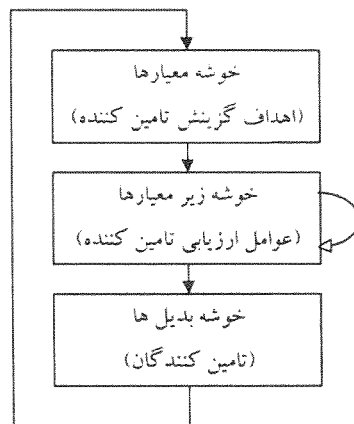 خوشه معیارها
(اهداف گزینش تامین کننده)
خوشه زیر معیارها
(عوامل ارزیابی تامین کننده)
خوشه بدیل ها
(تامین کنندگان)